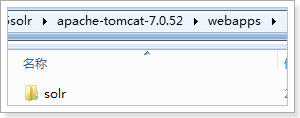 solr ▸ apache-tomcat-7.0.52 ▸ webapps ▸
名称
solr